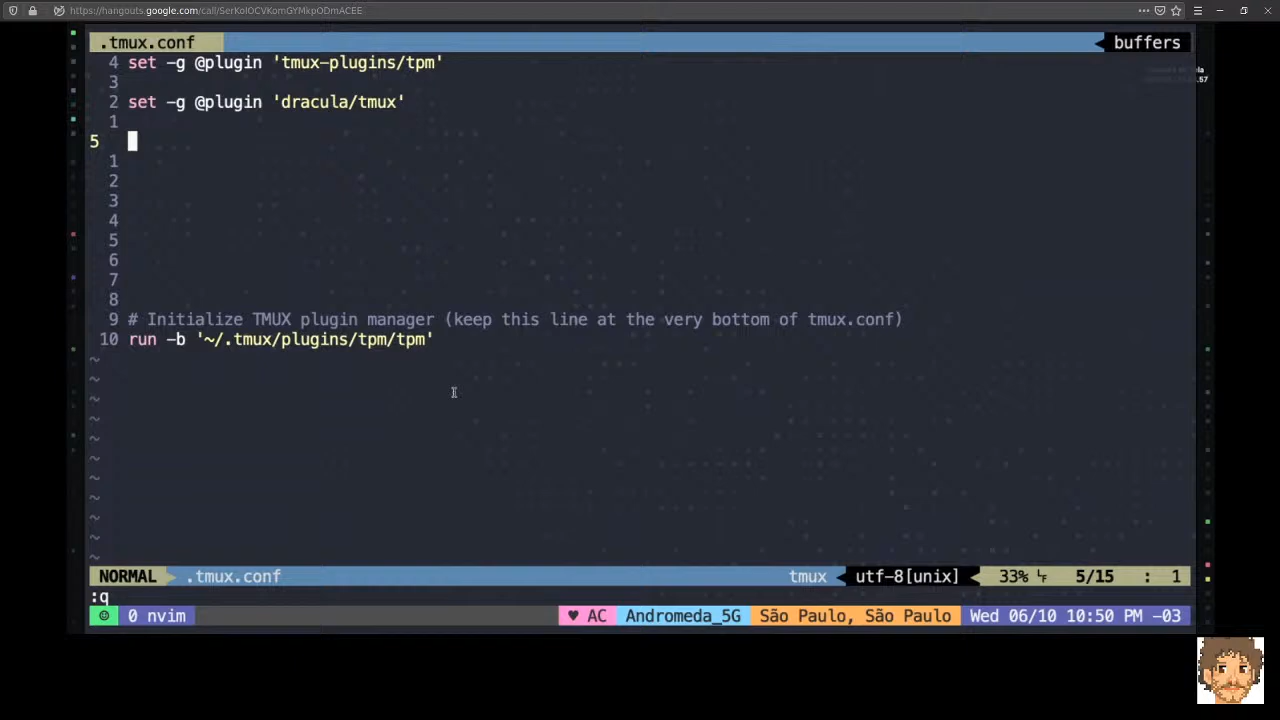 https://hangouts.google.com/call/SerKolOCVKomGYMkpODmACEE
.tmux.conf buffers
4 set -g @plugin 'tmux-plugins/tpm'
3
2 set -g @plugin 'dracula/tmux'
1
5
1
2
3
4
5
6
7
8
9 # Initialize TMUX plugin manager (keep this line at the very bottom of tmux.conf)
10 run -b '~/.tmux/plugins/tpm/tpm'
~
~
~
~
~
~
~
~
~
~
~
NORMAL .tmux.conf tmux utf-8[unix] 33% ␊ 5/15 : 1
:q
☺ 0 nvim ♥ AC Andromeda_5G São Paulo, São Paulo Wed 06/10 10:50 PM -03